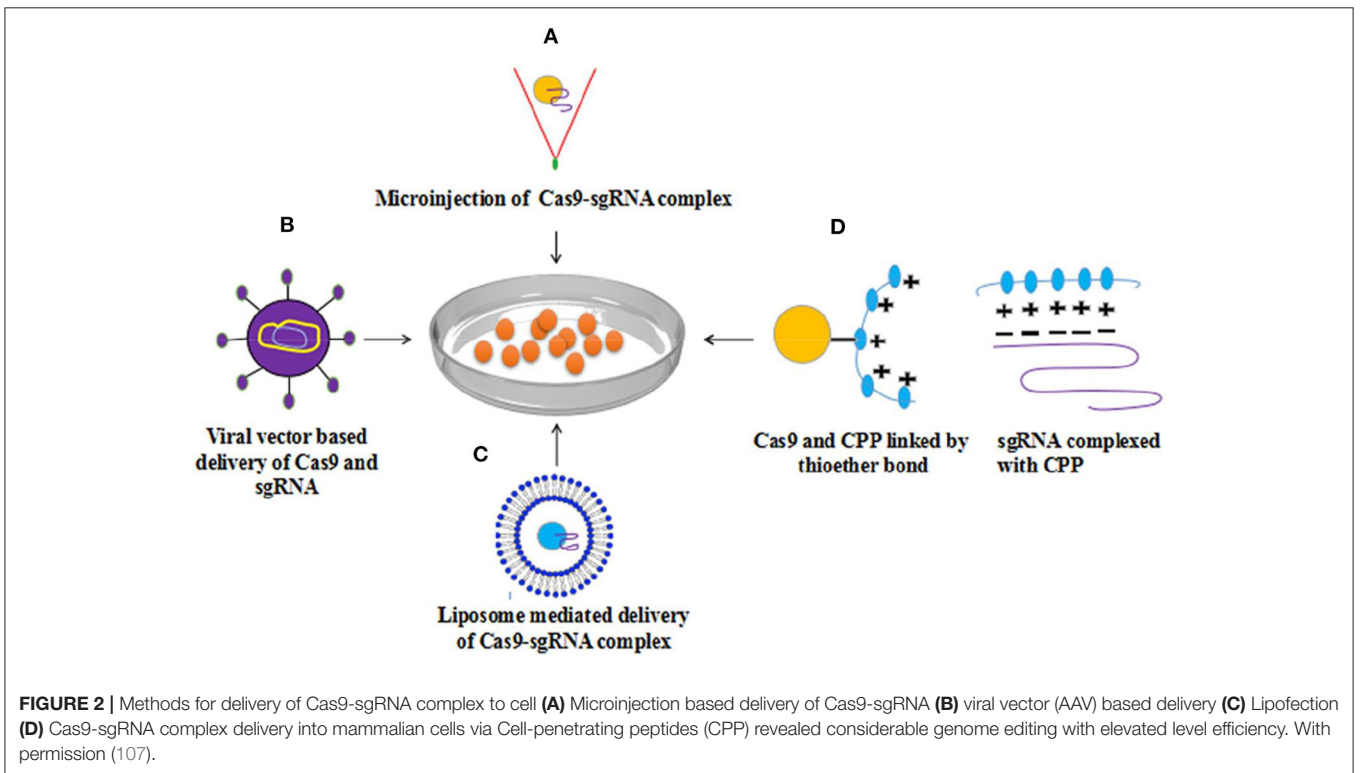 A
Microinjection of Cas9-sgRNA complex
B
D
Viral vector based
delivery of Cas9 and
sgRNA
C
Cas9 and CPP linked by
thioether bond
sgRNA complexed
with CPP
Liposome mediated delivery
of Cas9-sgRNA complex
FIGURE 2 | Methods for delivery of Cas9-sgRNA complex to cell (A) Microinjection based delivery of Cas9-sgRNA (B) viral vector (AAV) based delivery (C) Lipofection
(D) Cas9-sgRNA complex delivery into mammalian cells via Cell-penetrating peptides (CPP) revealed considerable genome editing with elevated level efficiency. With
permission (107).